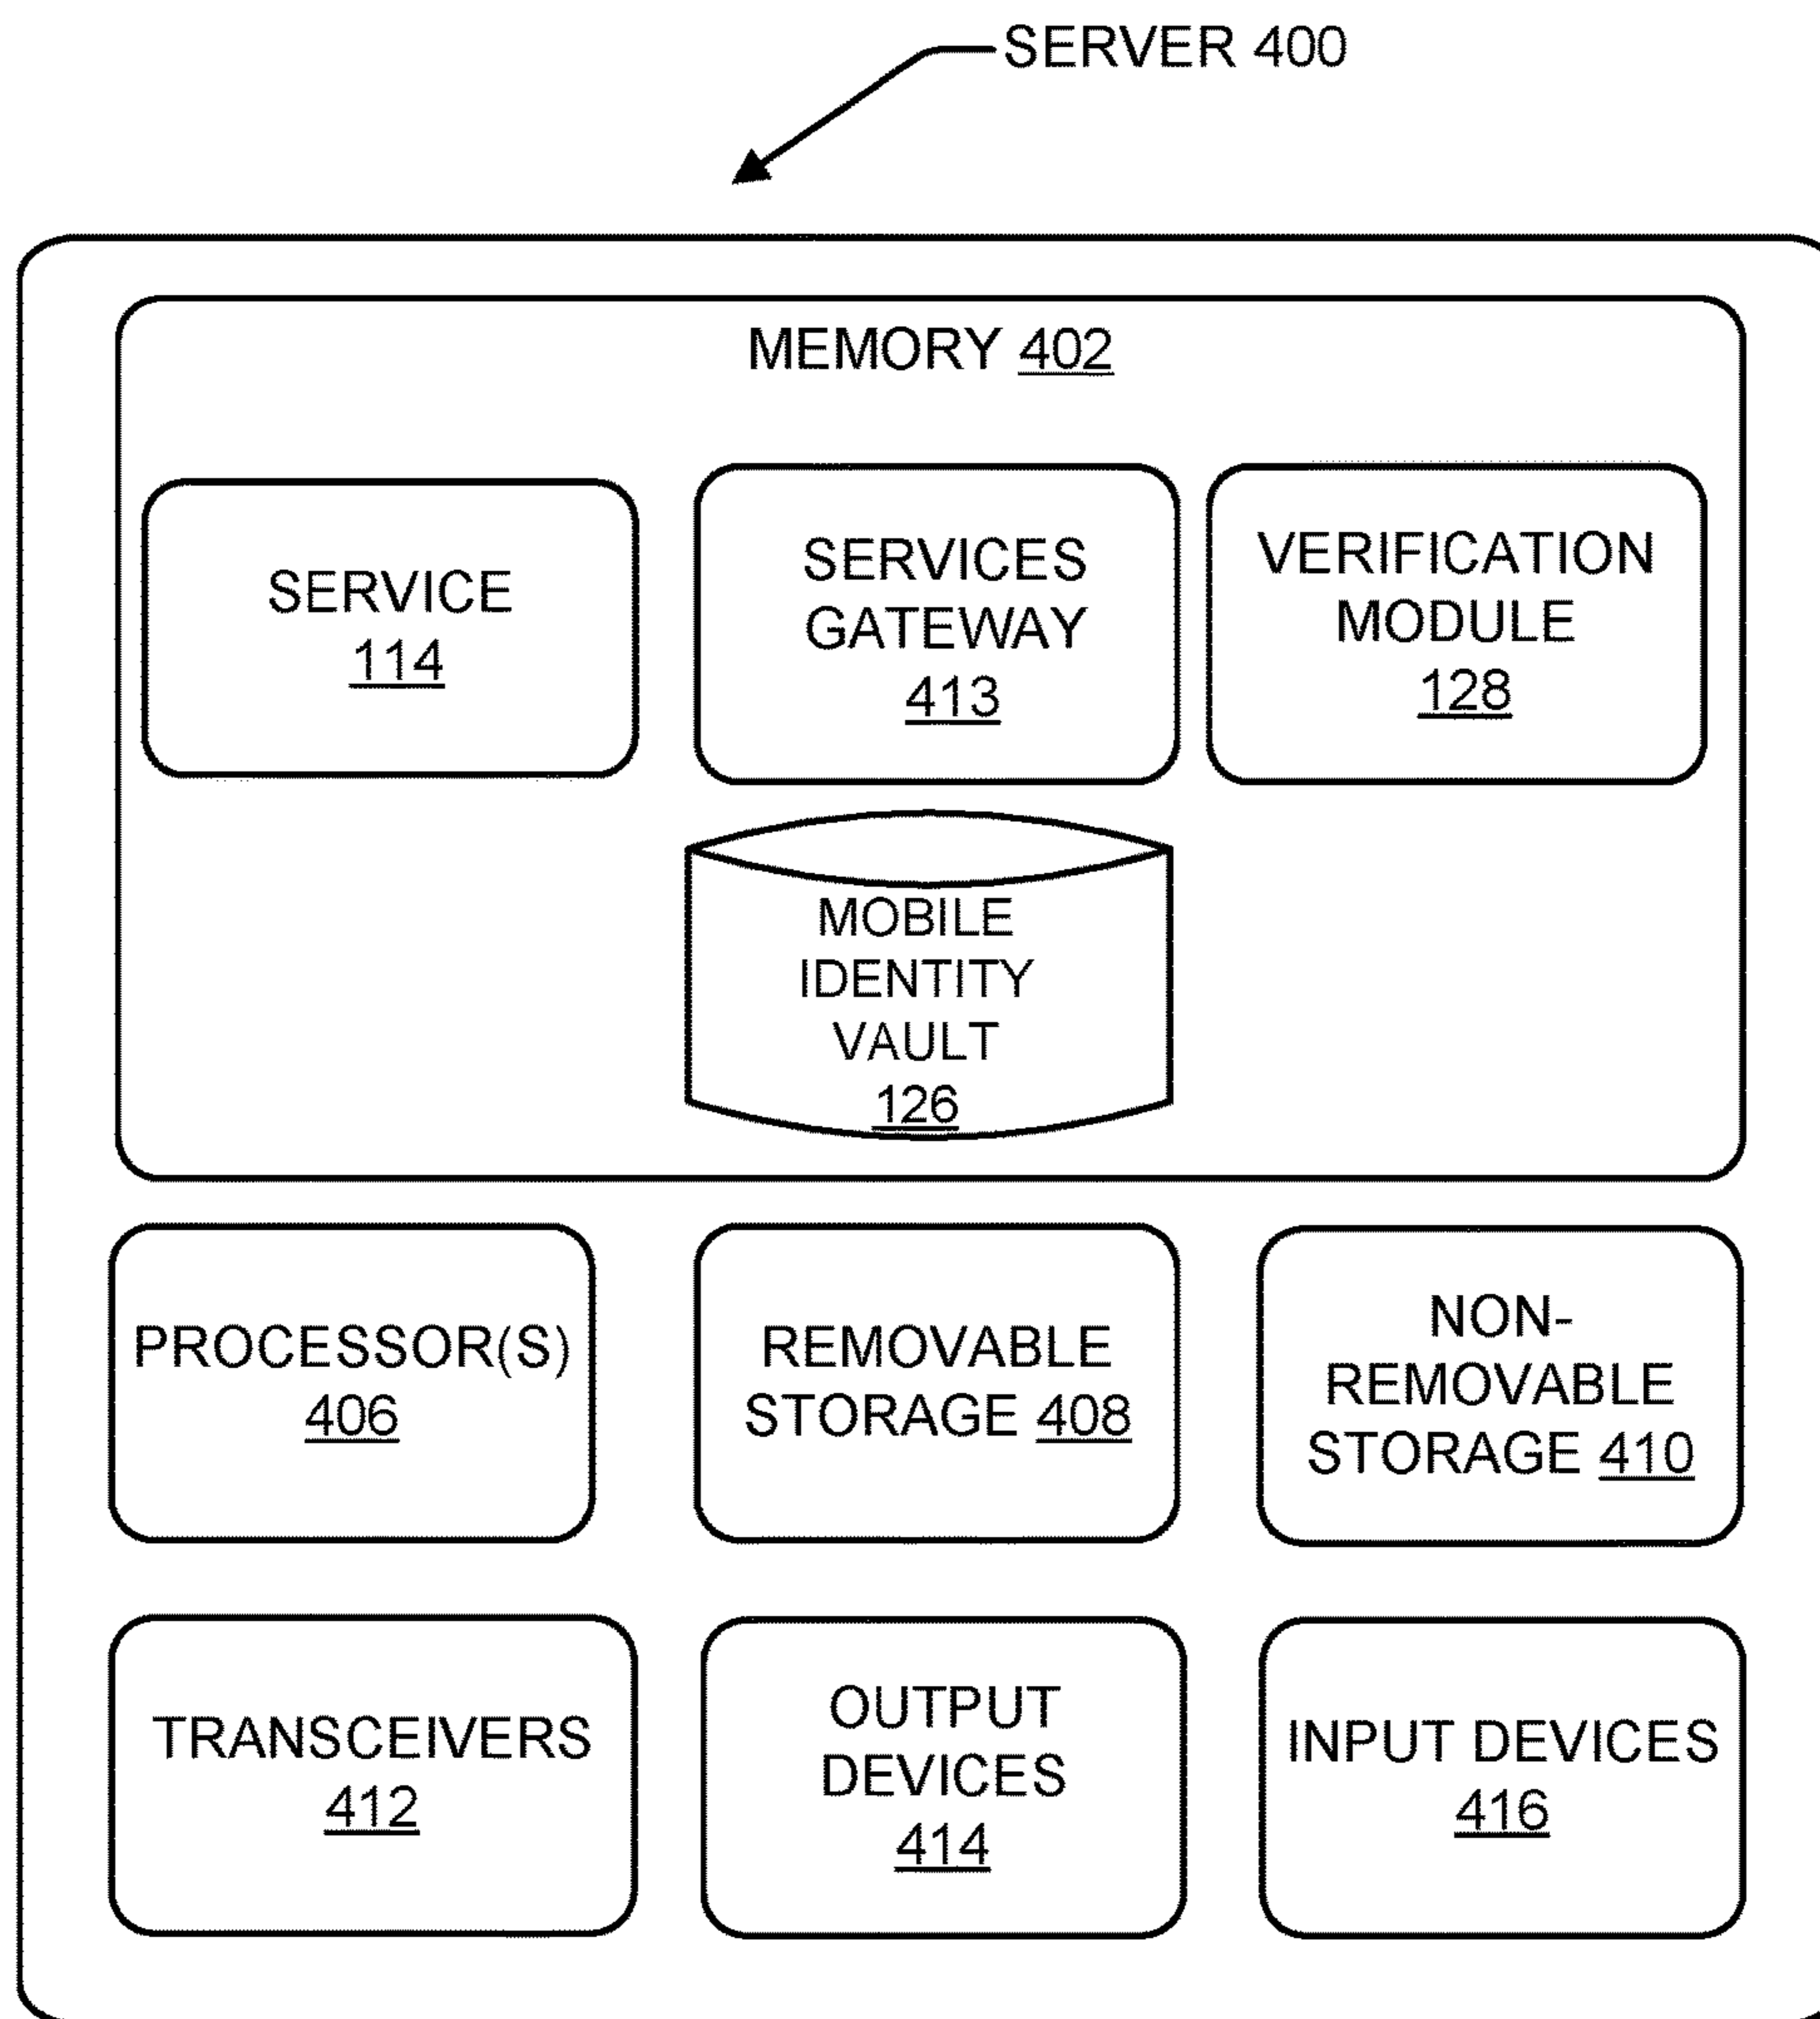 SERVER 400
MEMORY 402
SERVICE
114
SERVICES
GATEWAY
413
VERIFICATION
MODULE
128
MOBILE
IDENTITY
VAULT
126
PROCESSOR(S)
406
REMOVABLE
STORAGE 408
NON-
REMOVABLE
STORAGE 410
TRANSCEIVERS
412
OUTPUT
DEVICES
414
INPUT DEVICES
416